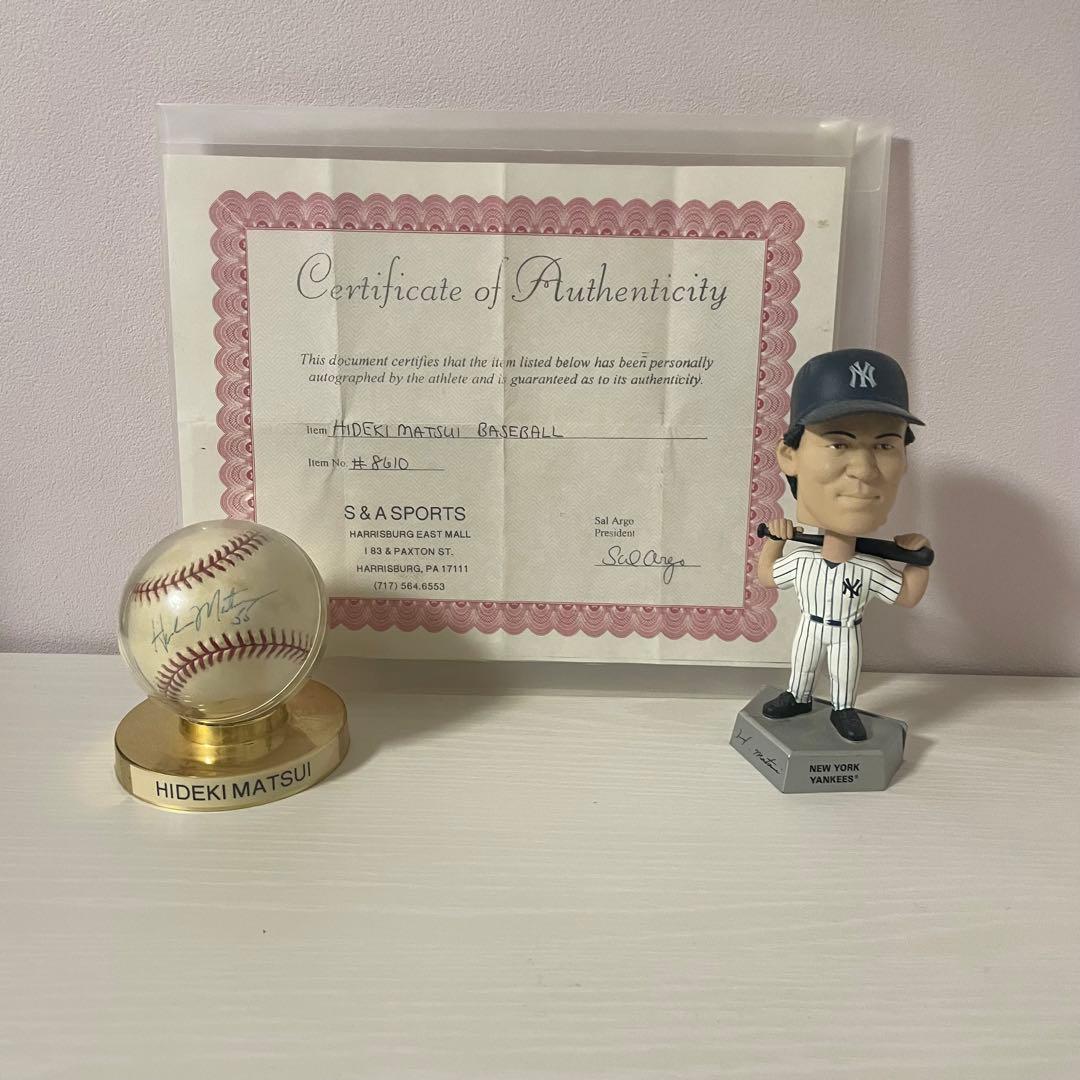 Certificate of Authenticity
This document certifies that the item listed below has been personally
autographed by the athlete and is guaranteed as to its authenticity.
Item HIDEKI MATSUI BASEBALL
Item No. #8610
S & A SPORTS
HARRISBURG EAST MALL
I 83 & PAXTON ST.
HARRISBURG, PA 17111
(717) 564.6553
Sal Argo
President
Sal Argo
NY
NY
Hideki Matsui
55
HIDEKI MATSUI
H. Matsui
NEW YORK
YANKEES®